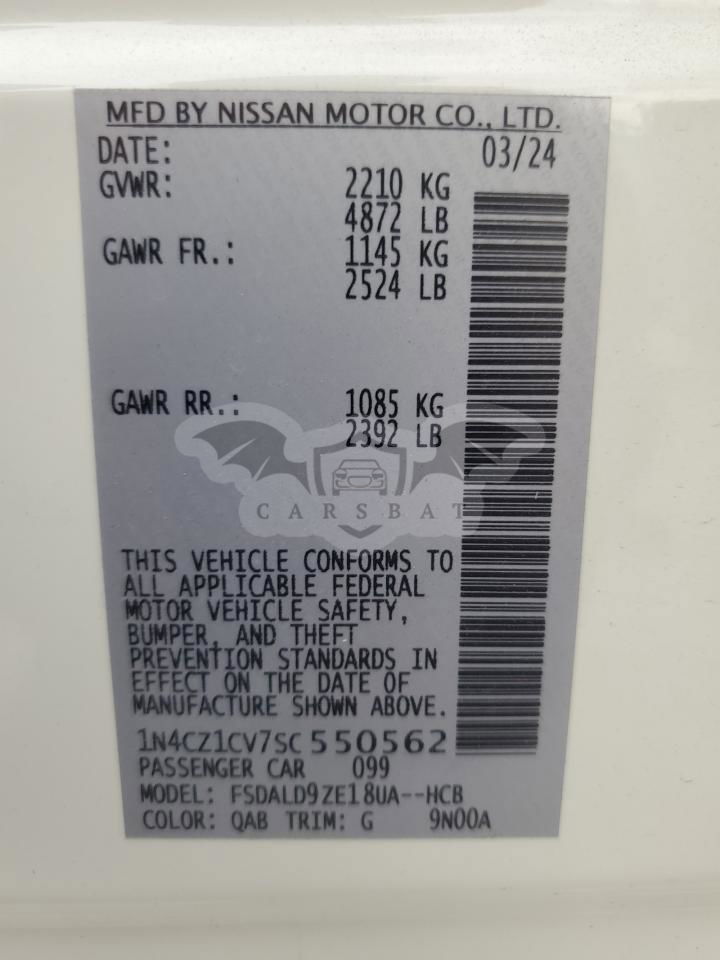 MFD BY NISSAN MOTOR CO., LTD.
DATE: 03/24
GVWR: 2210 KG
4872 LB
GAWR FR.: 1145 KG
2524 LB
GAWR RR.: 1085 KG
2392 LB
CARSBAT
THIS VEHICLE CONFORMS TO
ALL APPLICABLE FEDERAL
MOTOR VEHICLE SAFETY,
BUMPER, AND THEFT
PREVENTION STANDARDS IN
EFFECT ON THE DATE OF
MANUFACTURE SHOWN ABOVE.
1N4CZ1CV7SC550562
PASSENGER CAR 099
MODEL: FSDALD9ZE18UA--HCB
COLOR: QAB TRIM: G 9N00A